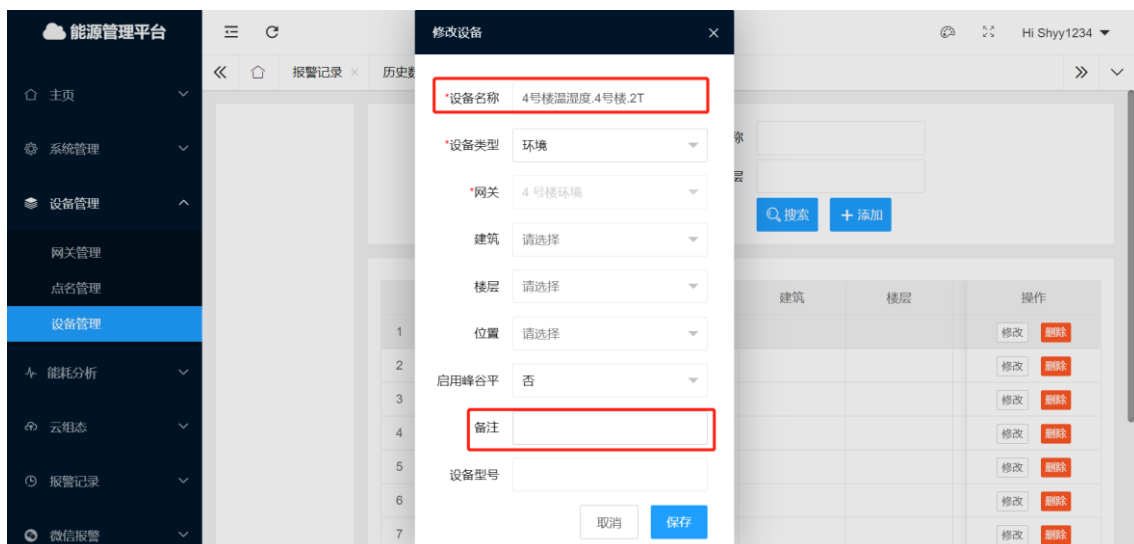 能源管理平台
Hi Shyy1234
报警记录
历史数
主页
系统管理
设备管理
网关管理
点名管理
设备管理
能耗分析
云组态
报警记录
微信报警
修改设备
*设备名称 4号楼温湿度.4号楼.2T
*设备类型 环境
*网关 4 号楼环境
建筑 请选择
楼层 请选择
位置 请选择
启用峰谷平 否
备注
设备型号
取消 保存
称
层
搜索 添加
建筑 楼层 操作
1 修改 删除
2 修改 删除
3 修改 删除
4 修改 删除
5 修改 删除
6 修改 删除
7 修改 删除